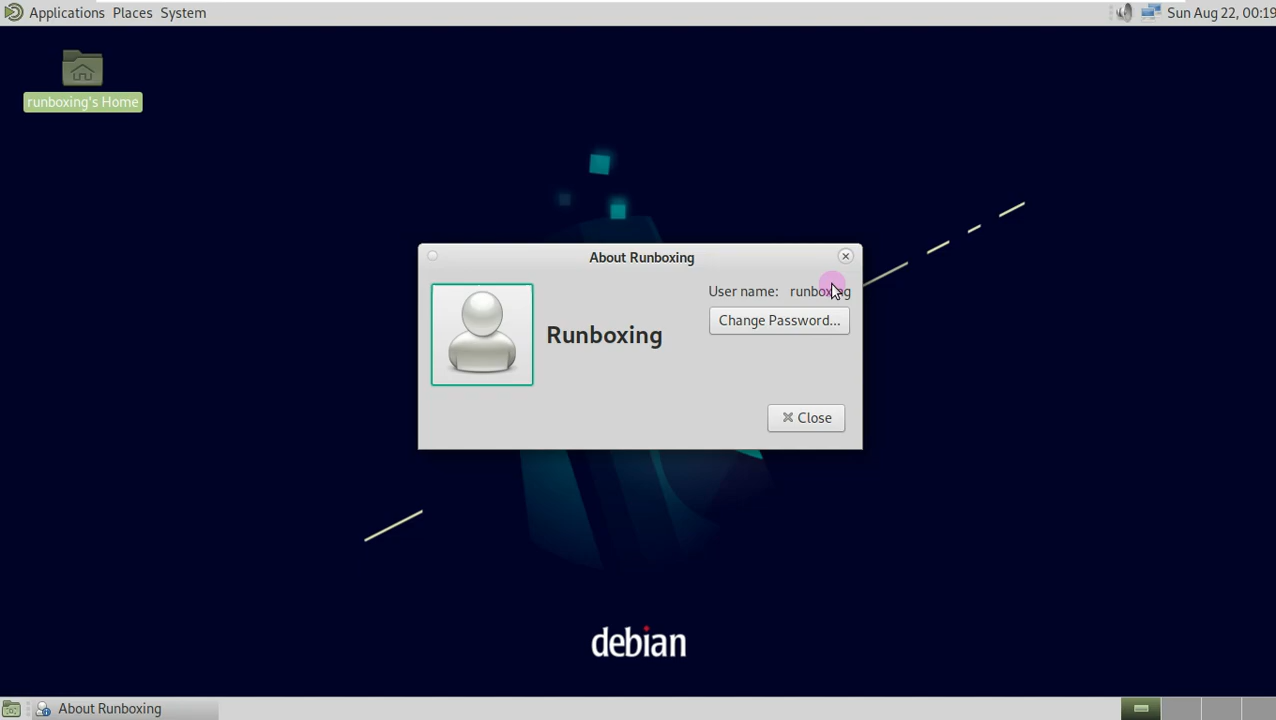 Applications Places System
Sun Aug 22, 00:19
runboxing's Home
About Runboxing
User name: runboxing
Change Password...
Runboxing
Close
debian
About Runboxing